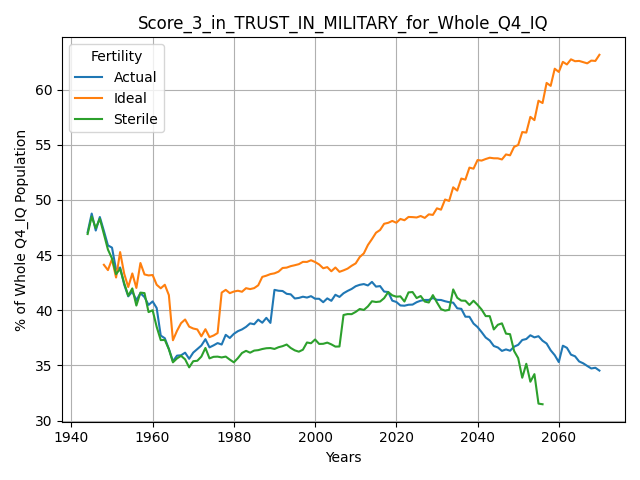 Score_3_in_TRUST_IN_MILITARY_for_Whole_Q4_IQ
Fertility
Actual
Ideal
Sterile
% of Whole Q4_IQ Population
60
55
50
45
40
35
30
1940
1960
1980
2000
2020
2040
2060
Years